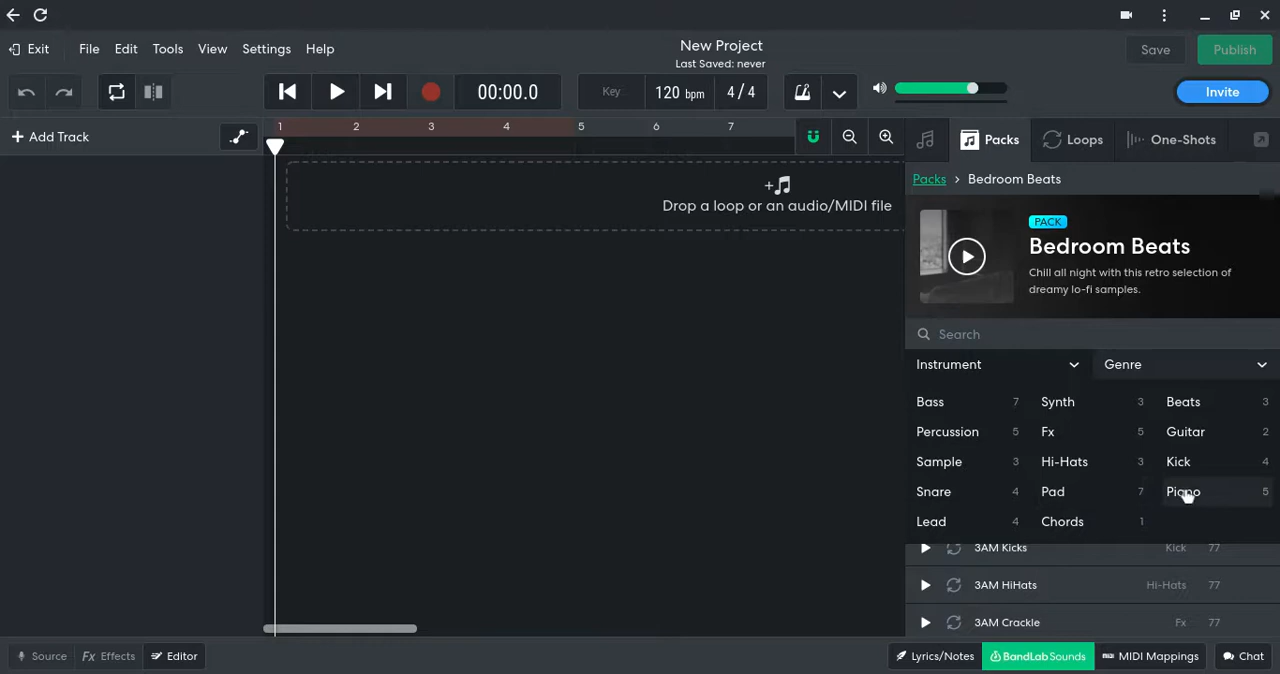 Exit File Edit Tools View Settings Help
New Project
Last Saved: never
Save Publish
00:00.0 Key 120 bpm 4 / 4 Invite
+ Add Track
1 2 3 4 5 6 7
Packs Loops One-Shots
Packs > Bedroom Beats
PACK
Bedroom Beats
Chill all night with this retro selection of
dreamy lo-fi samples.
Drop a loop or an audio/MIDI file
Search
Instrument Genre
Bass 7 Synth 3 Beats 3
Percussion 5 Fx 5 Guitar 2
Sample 3 Hi-Hats 3 Kick 4
Snare 4 Pad 7 Piano 5
Lead 4 Chords 1
3AM Kicks Kick 77
3AM HiHats Hi-Hats 77
3AM Crackle Fx 77
Source Fx Effects Editor Lyrics/Notes BandLab Sounds MIDI Mappings Chat